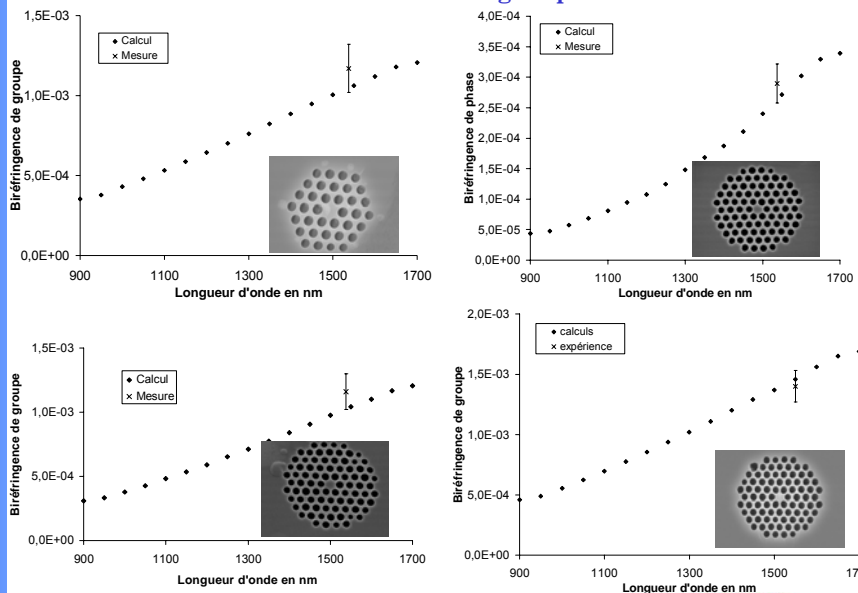 1,5E-03
1,0E-03
5,0E-04
0,0E+00
Biréfringence de groupe
Calcul
Mesure
900 1100 1300 1500 1700
Longueur d'onde en nm
4,0E-04
3,5E-04
3,0E-04
2,5E-04
2,0E-04
1,5E-04
1,0E-04
5,0E-05
0,0E+00
Biréfringence de phase
Calcul
Mesure
900 1100 1300 1500 1700
Longueur d'onde en nm
1,5E-03
1,0E-03
5,0E-04
0,0E+00
Biréfringence de groupe
Calcul
Mesure
900 1100 1300 1500 1700
Longueur d'onde en nm
2,0E-03
1,5E-03
1,0E-03
5,0E-04
0,0E+00
Biréfringence de groupe
calculs
expérience
900 1100 1300 1500
Longueur d'onde en nm